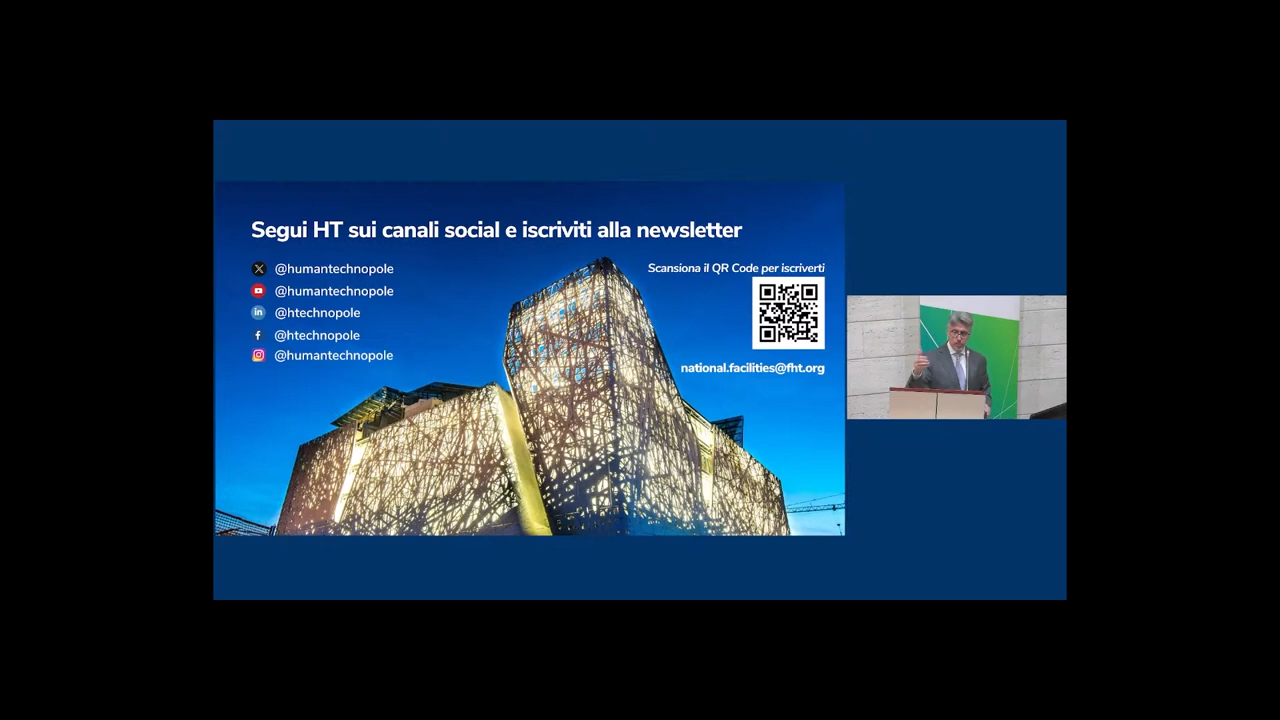 Segui HT sui canali social e iscriviti alla newsletter
@humantechnopole
@humantechnopole
@htechnopole
@htechnopole
@humantechnopole
Scansiona il QR Code per iscriverti
national.facilities@fht.org